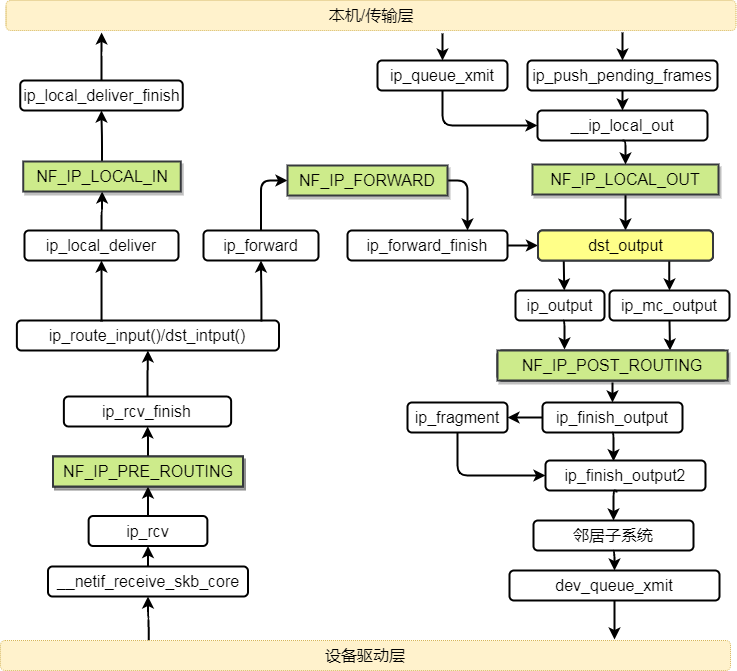 本机/传输层
ip_queue_xmit
ip_push_pending_frames
ip_local_deliver_finish
__ip_local_out
NF_IP_LOCAL_IN
NF_IP_FORWARD
NF_IP_LOCAL_OUT
ip_local_deliver
ip_forward
ip_forward_finish
dst_output
ip_output
ip_mc_output
ip_route_input()/dst_intput()
NF_IP_POST_ROUTING
ip_rcv_finish
ip_fragment
ip_finish_output
NF_IP_PRE_ROUTING
ip_finish_output2
ip_rcv
邻居子系统
__netif_receive_skb_core
dev_queue_xmit
设备驱动层